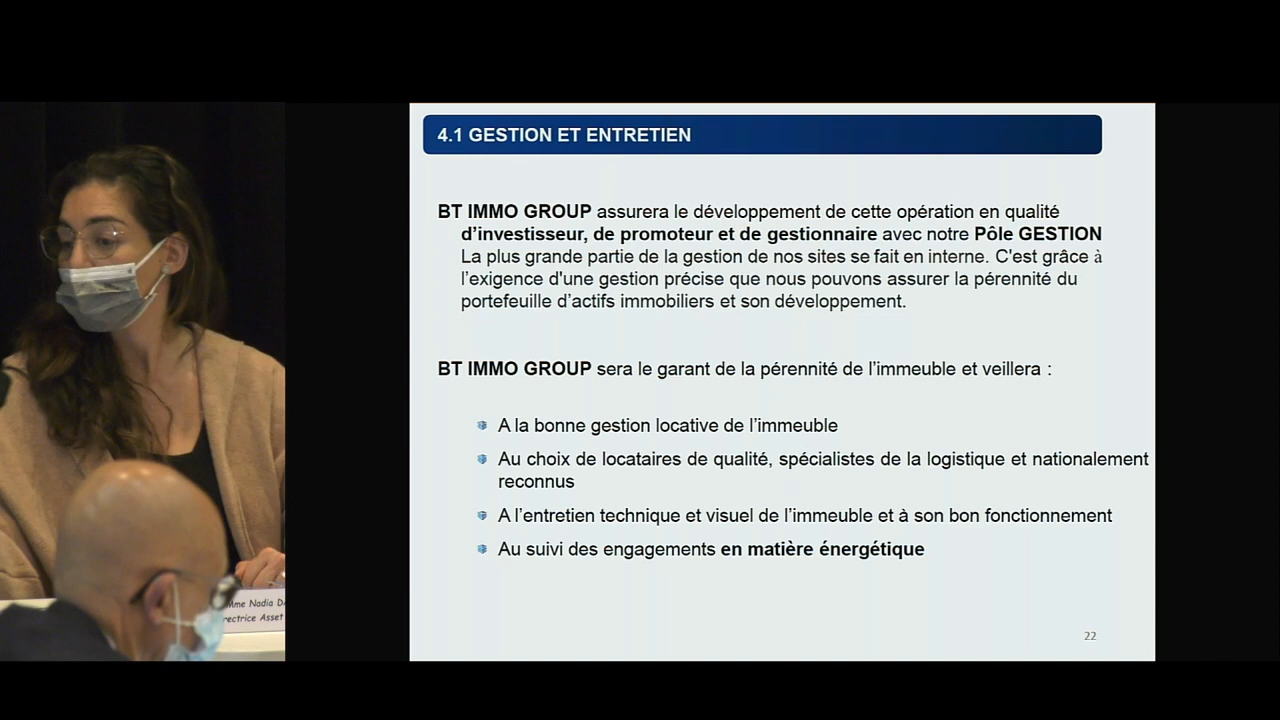 4.1 GESTION ET ENTRETIEN
BT IMMO GROUP assurera le développement de cette opération en qualité
d’investisseur, de promoteur et de gestionnaire avec notre Pôle GESTION
La plus grande partie de la gestion de nos sites se fait en interne. C'est grâce à
l’exigence d'une gestion précise que nous pouvons assurer la pérennité du
portefeuille d’actifs immobiliers et son développement.
BT IMMO GROUP sera le garant de la pérennité de l’immeuble et veillera :
A la bonne gestion locative de l’immeuble
Au choix de locataires de qualité, spécialistes de la logistique et nationalement
reconnus
A l’entretien technique et visuel de l’immeuble et à son bon fonctionnement
Au suivi des engagements en matière énergétique
22
Mme Nadia
rectrice Asset